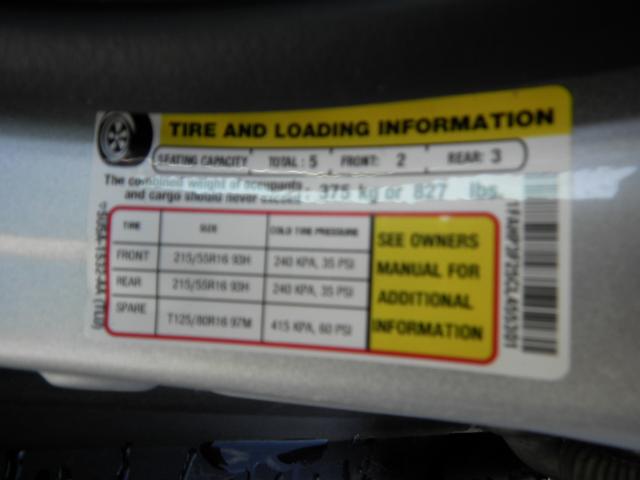 TIRE AND LOADING INFORMATION
SEATING CAPACITY TOTAL : 5 FRONT: 2 REAR: 3
The combined weight of occupants and cargo should never exceed : 375 kg or 827 lbs.
TIRE SIZE COLD TIRE PRESSURE
FRONT 215/55R16 93H 240 KPA, 35 PSI
REAR 215/55R16 93H 240 KPA, 35 PSI
SPARE T125/80R16 97M 415 KPA, 60 PSI
SEE OWNERS
MANUAL FOR
ADDITIONAL
INFORMATION